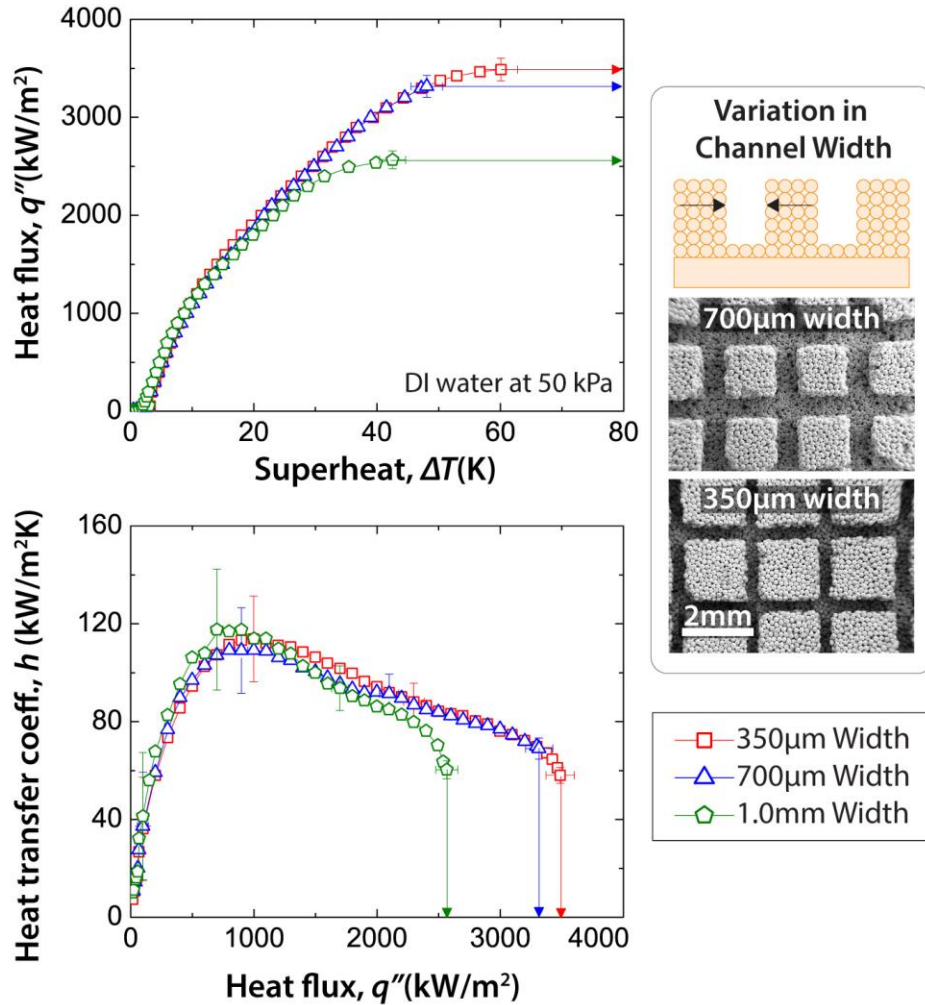 4000
3000
2000
1000
0
Heat flux, q″(kW/m²)
DI water at 50 kPa
0
20
40
60
80
Superheat, ΔT(K)
Variation in
Channel Width
700µm width
350µm width
2mm
160
120
80
40
0
Heat transfer coeff., h (kW/m²K)
0
1000
2000
3000
4000
Heat flux, q″(kW/m²)
350µm Width
700µm Width
1.0mm Width